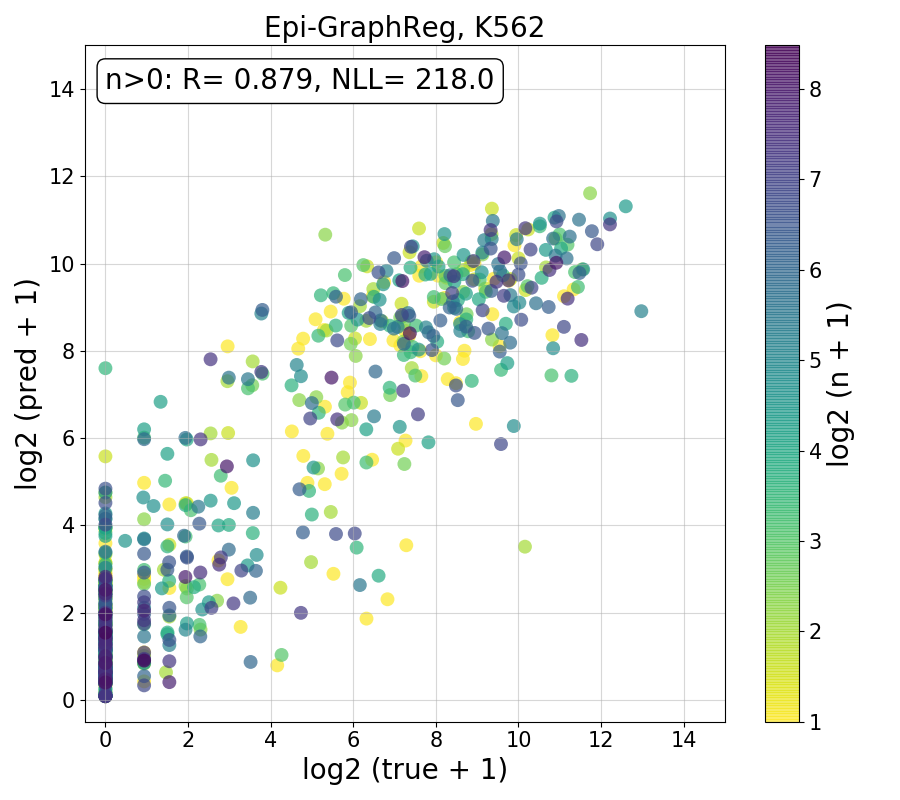 Epi-GraphReg, K562
n>0: R= 0.879, NLL= 218.0
14
12
10
8
6
4
2
0
log2 (pred + 1)
0 2 4 6 8 10 12 14
log2 (true + 1)
8
7
6
5
4
3
2
1
log2 (n + 1)